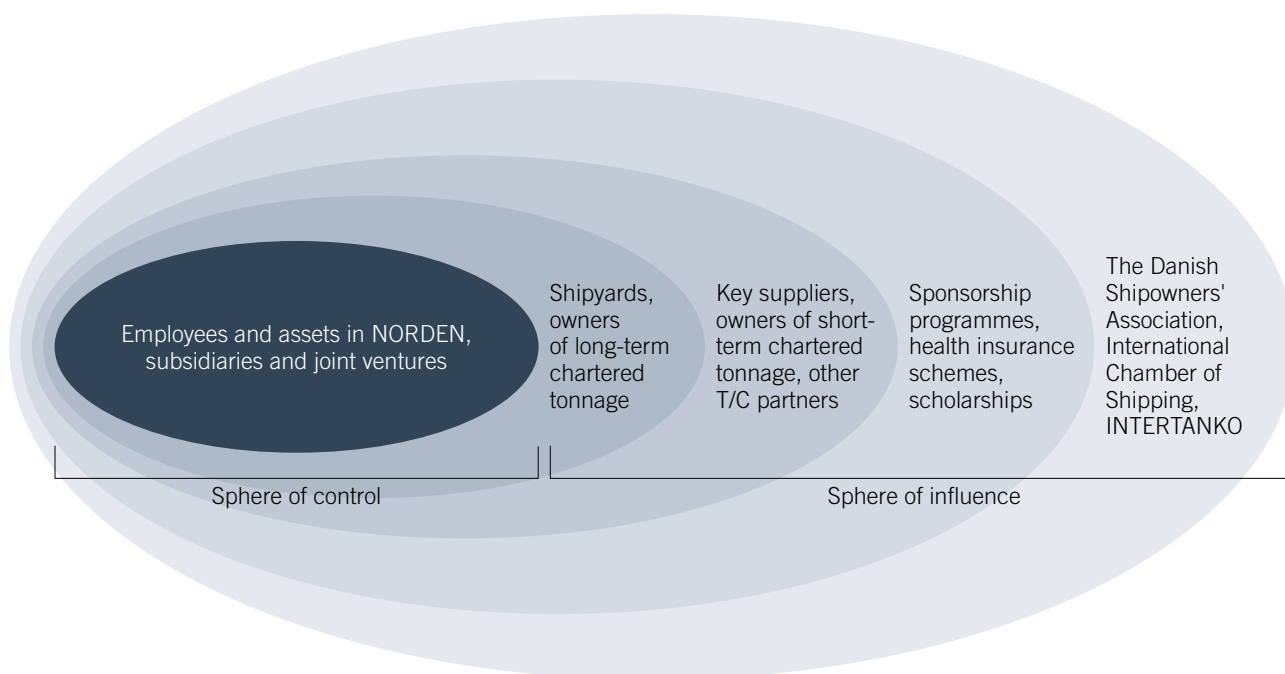 Employees and assets in NORDEN,
subsidiaries and joint ventures
Shipyards,
owners
of long-term
chartered
tonnage
Key suppliers,
owners of short-
term chartered
tonnage, other
T/C partners
Sponsorship
programmes,
health insurance
schemes,
scholarships
The Danish
Shipowners'
Association,
International
Chamber of
Shipping,
INTERTANKO
Sphere of control
Sphere of influence